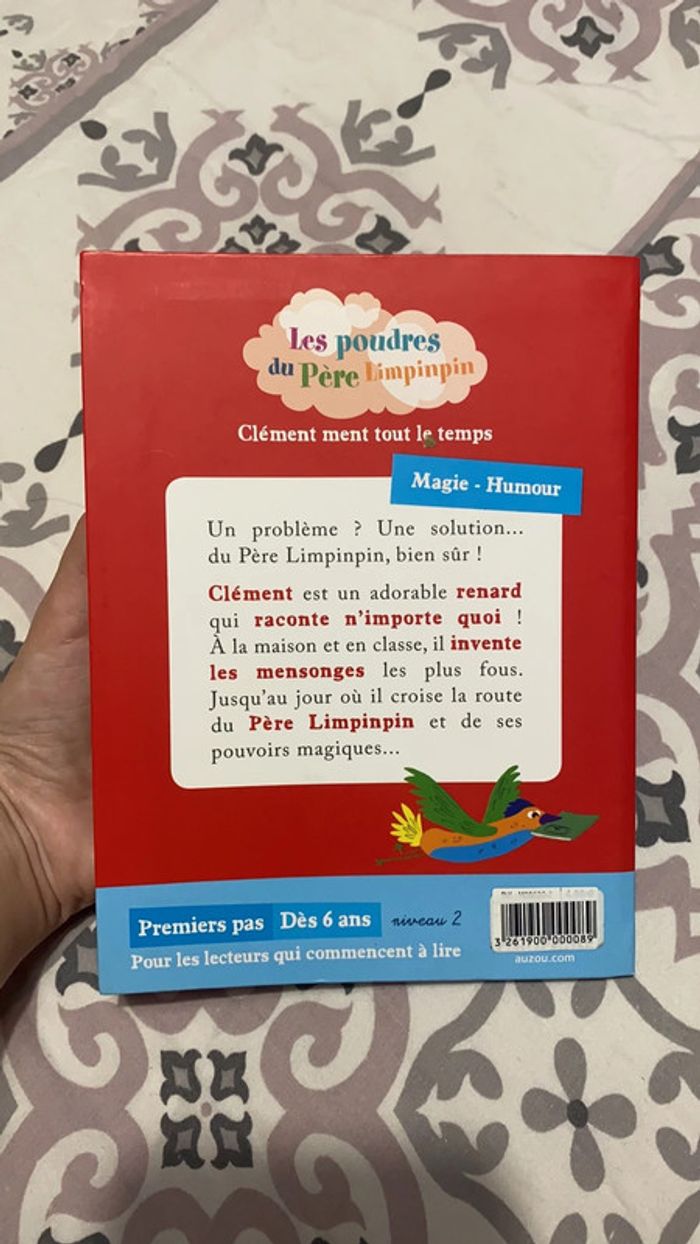 Les poudres
du Père Limpinpin
Clément ment tout le temps
Magie - Humour
Un problème ? Une solution...
du Père Limpinpin, bien sûr !
Clément est un adorable renard
qui raconte n'importe quoi !
À la maison et en classe, il invente
les mensonges les plus fous.
Jusqu'au jour où il croise la route
du Père Limpinpin et de ses
pouvoirs magiques...
Premiers pas Dès 6 ans niveau 2
Pour les lecteurs qui commencent à lire
3 261900 000089
auzou.com